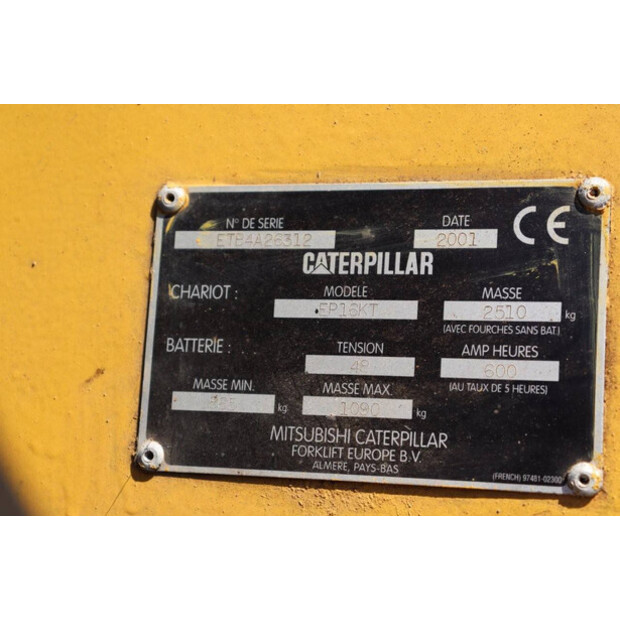 N° DE SERIE DATE CE
ETB4A26312 2001
CATERPILLAR
CHARIOT : MODELE MASSE
EP16KT 2510 kg
(AVEC FOURCHES SANS BAT.)
BATTERIE : TENSION AMP HEURES
48 600
MASSE MIN. MASSE MAX. (AU TAUX DE 5 HEURES)
kg 1090 kg
MITSUBISHI CATERPILLAR
FORKLIFT EUROPE B.V.
ALMERE, PAYS-BAS
(FRENCH) 97481-02300